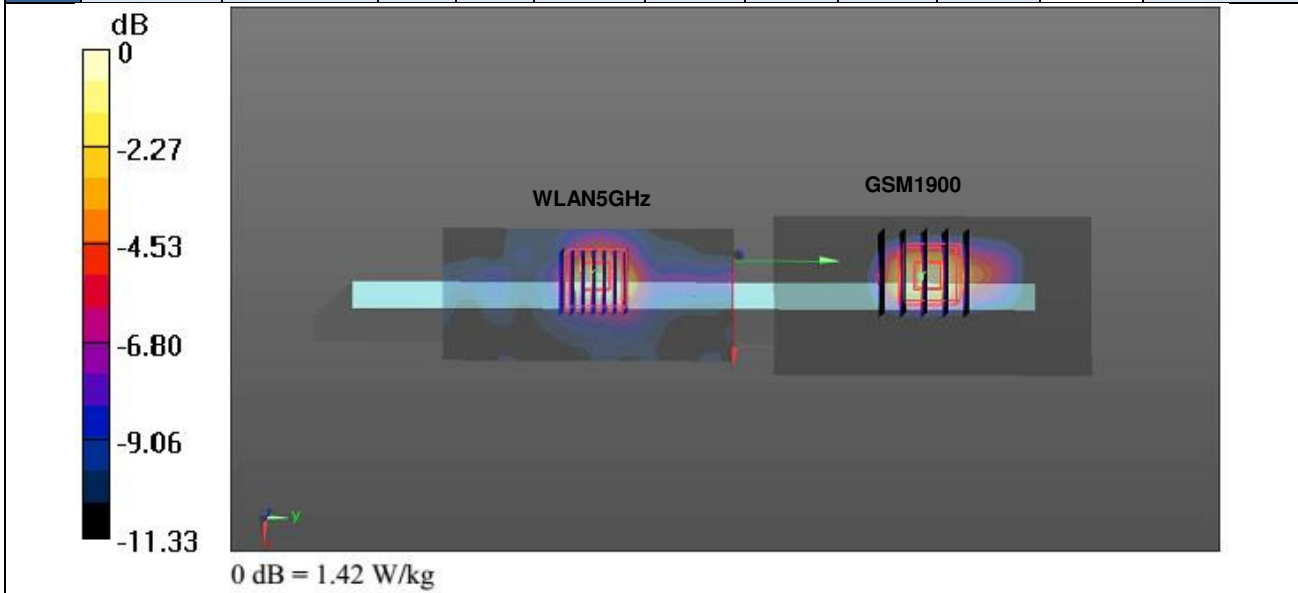 dB
0
-2.27
-4.53
-6.80
-9.06
-11.33
WLAN5GHz
GSM1900
y
0 dB = 1.42 W/kg